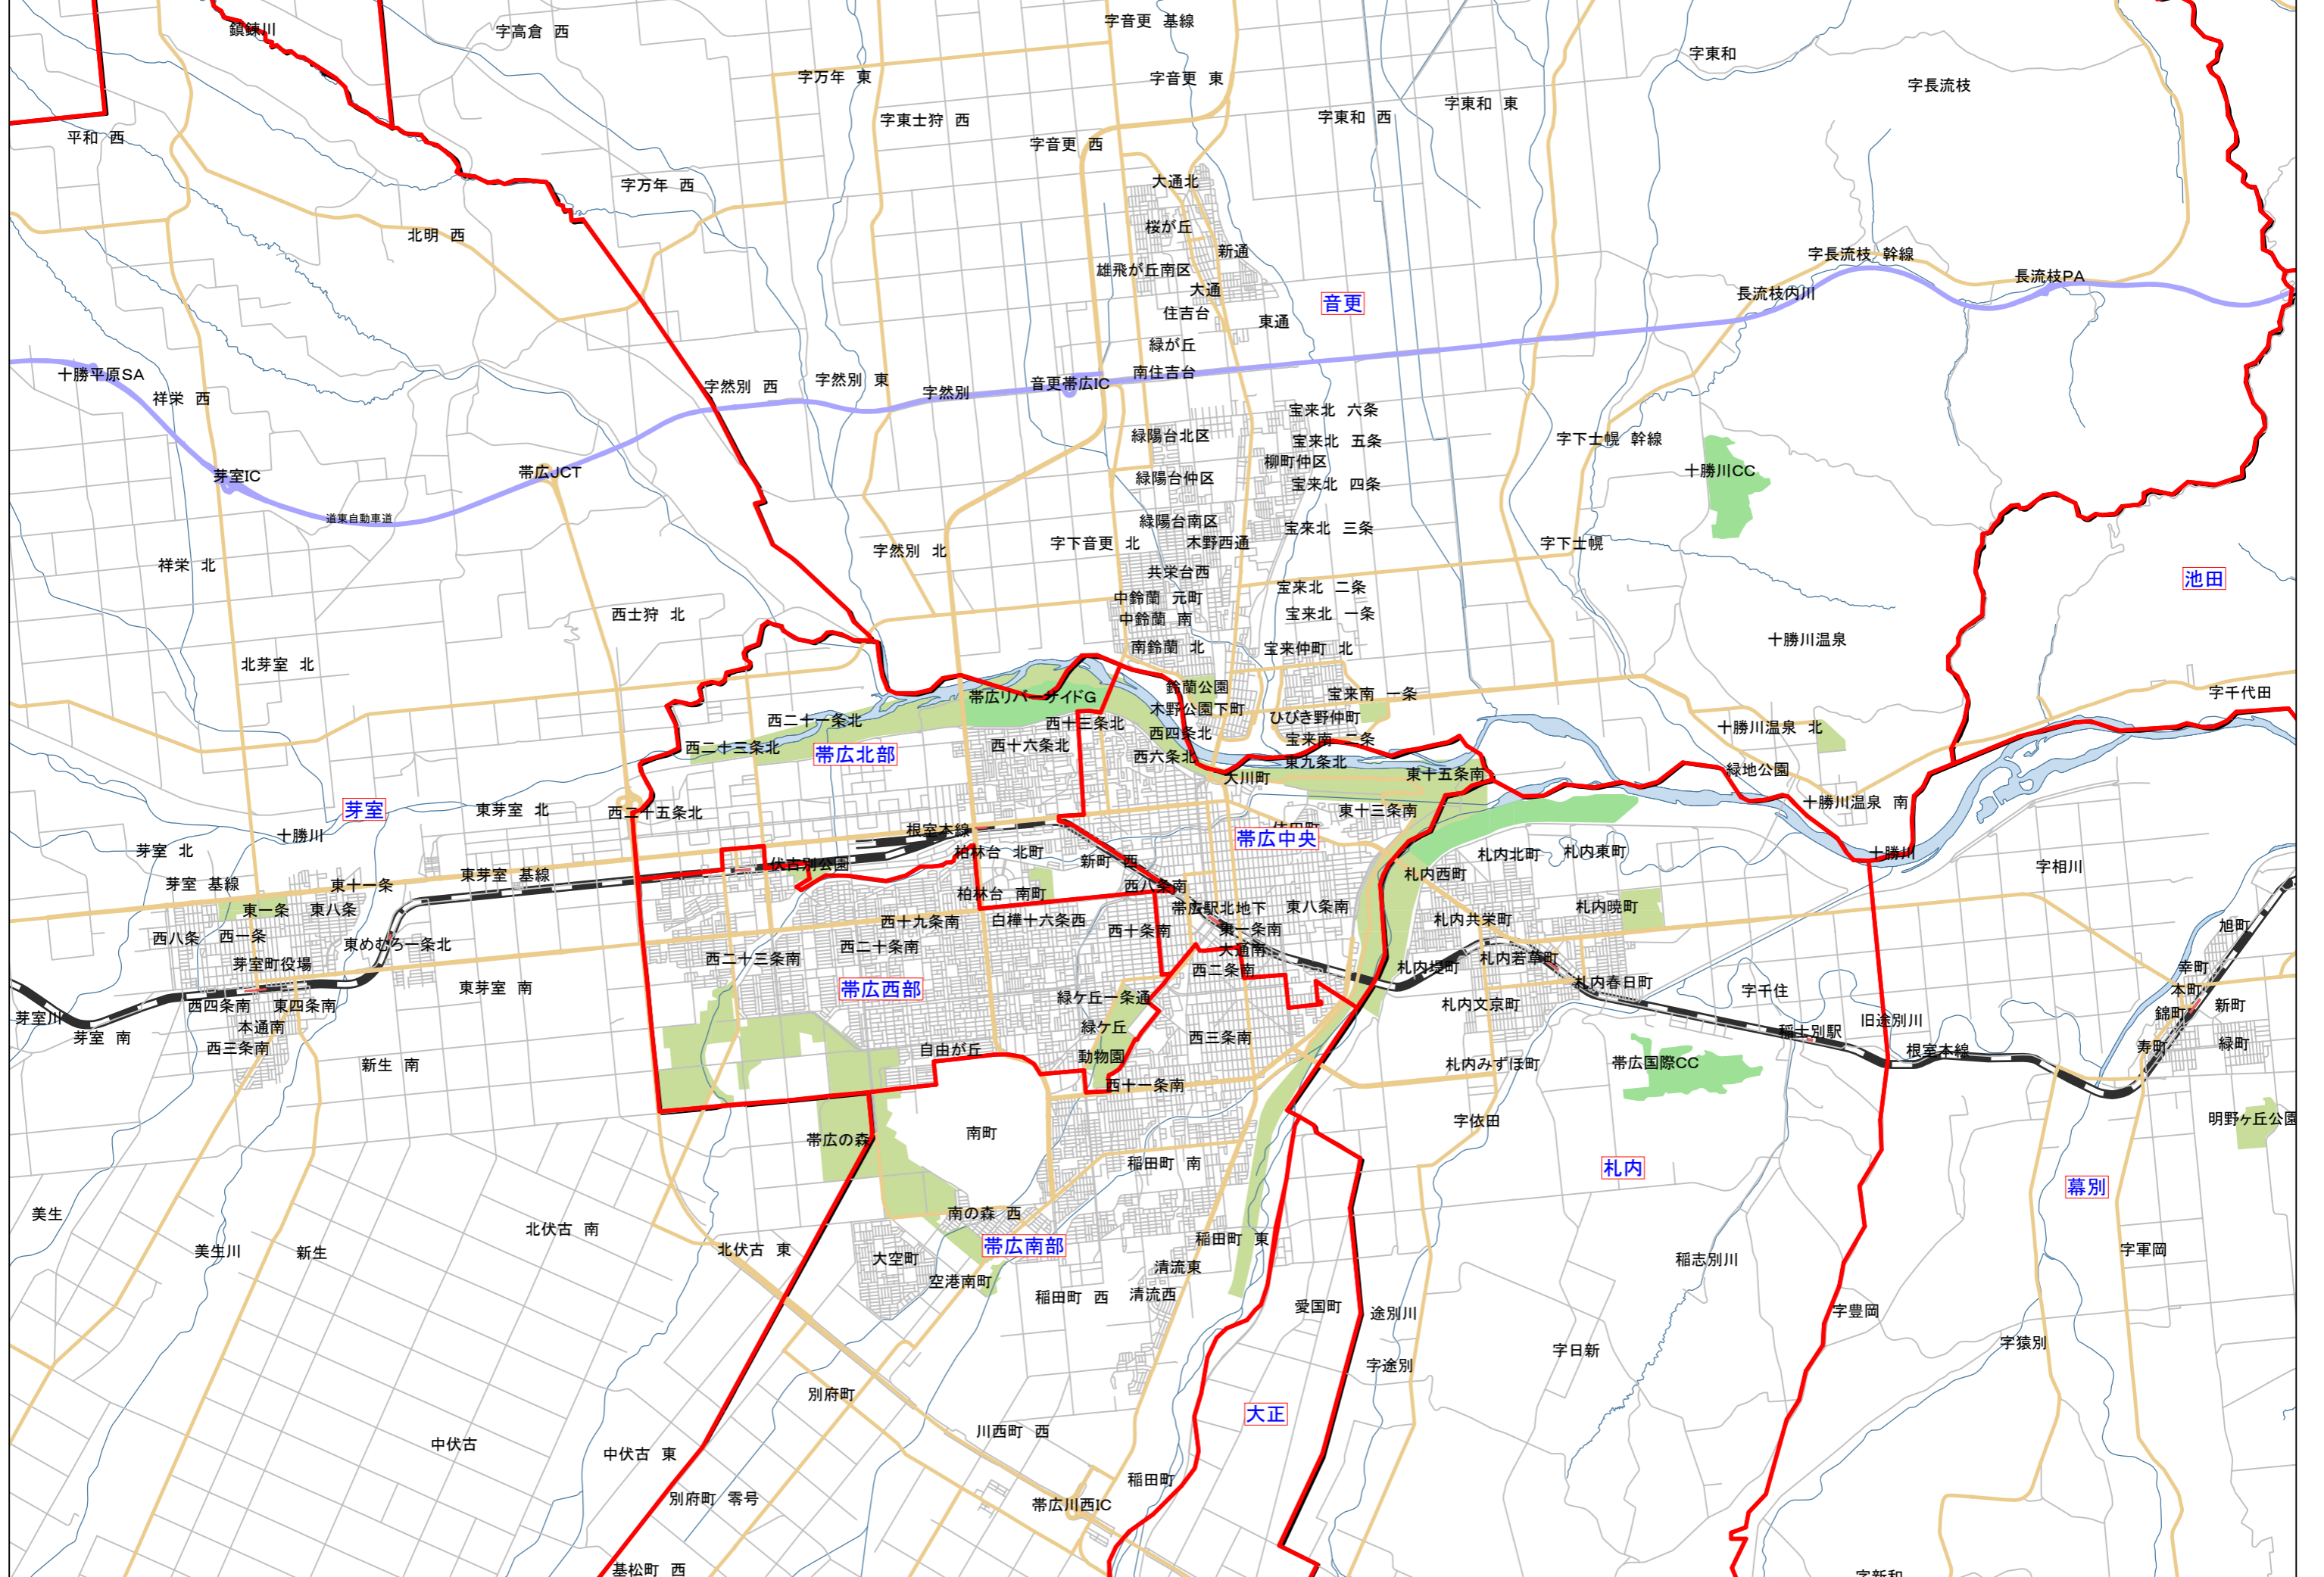 鎮錬川
字高倉 西
字音更 基線
字東和
字万年 東
字音更 東
字長流枝
字東和 東
字東士狩 西
字東和 西
平和 西
字音更 西
字万年 西
大通北
桜が丘
北明 西
新通
字長流枝 幹線
雄飛が丘南区
長流枝PA
大通
長流枝内川
音更
住吉台
東通
緑が丘
十勝平原SA
南住吉台
音更帯広IC
字然別 東
字然別 西
字然別
祥栄 西
宝来北 六条
緑陽台北区
宝来北 五条
字下士幌 幹線
柳町仲区
十勝川CC
帯広JCT
芽室IC
緑陽台仲区
宝来北 四条
道東自動車道
緑陽台南区
宝来北 三条
字然別 北
字下音更 北
木野西通
字下士幌
祥栄 北
共栄台西
池田
宝来北 二条
中鈴蘭 元町
西士狩 北
宝来北 一条
中鈴蘭 南
十勝川温泉
南鈴蘭 北
宝来仲町 北
北芽室 北
鈴蘭公園
字千代田
宝来南 一条
帯広リバーサイドG
木野公園下町
ひびき野仲町
西二十一条北
西十三条北
十勝川温泉 北
西四条北
宝来南 二条
西二十三条北
西十六条北
帯広北部
西六条北
東九条北
緑地公園
大川町
東十五条南
十勝川温泉 南
芽室
東芽室 北
西二十五条北
東十三条南
根室本線
帯広中央
十勝川
芽室 北
柏林台 北町
新町 西
札内北町
札内東町
十勝川
伏古別公園
字相川
東芽室 基線
札内西町
芽室 基線
東十一条
西八条南
柏林台 南町
東一条
東八条
帯広駅北地下
東八条南
札内暁町
西十九条南
白樺十六条西
札内共栄町
旭町
西八条
西一条
西十条南
東一条南
東めむろ一条北
西二十条南
大通南
西二十三条南
札内若草町
芽室町役場
西二条南
札内堤町
幸町
東芽室 南
帯広西部
札内春日町
字千住
本町
緑ケ丘一条通
西四条南
東四条南
札内文京町
新町
芽室川
錦町
本通南
緑ケ丘
旧途別川
芽室 南
西三条南
稲士別駅
西三条南
自由が丘
動物園
根室本線
寿町
緑町
新生 南
札内みずほ町
帯広国際CC
西十一条南
字依田
明野ヶ丘公園
南町
帯広の森
稲田町 南
札内
幕別
美生
南の森 西
北伏古 南
稲田町 東
帯広南部
美生川
新生
北伏古 東
字軍岡
大空町
稲志別川
清流東
空港南町
清流西
稲田町 西
愛国町
途別川
字豊岡
字猿別
字日新
字途別
別府町
大正
川西町 西
中伏古
中伏古 東
稲田町
別府町 零号
帯広川西IC
基松町 西